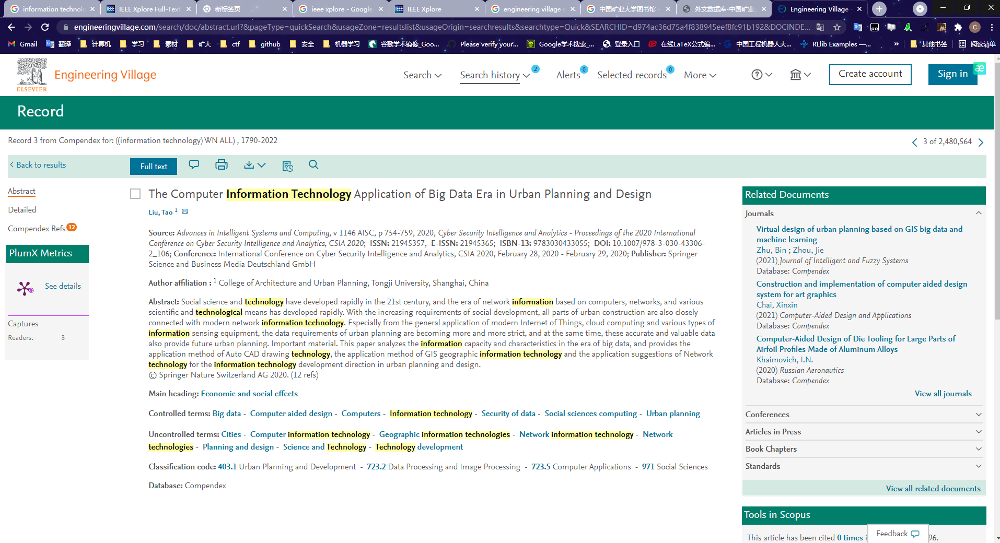 information technolo
IEEE Xplore Full-Text
新标签页
ieee xplore - Google
IEEE Xplore
engineering village s
中国矿业大学图书馆 -
外文数据库-中国矿业大
Engineering Village -
engineeringvillage.com/search/doc/abstract.url?&pageType=quickSearch&usageZone=resultslist&usageOrigin=searchresults&searchtype=Quick&SEARCHID=d974ac36d75a4f838945eef8fc91b192&DOCINDE...
Gmail 翻译 计算机 学习 素材 矿大 ctf github 安全 机器学习 谷歌学术镜像_Goo... Please verify your... Google学术搜索_... 登录入口 在线LaTeX公式编... 中国工程机器人大... RLlib Examples —... » 其他书签 阅读清单
ELSEVIER
Engineering Village
Search
Search history 2
Alerts 0
Selected records 0
More
Create account
Sign in
æ
Record
Record 3 from Compendex for: ((information technology) WN ALL) , 1790-2022
3 of 2,480,564
Back to results
Full text
Abstract
Detailed
Compendex Refs 12
PlumX Metrics
See details
Captures
Readers: 3
The Computer Information Technology Application of Big Data Era in Urban Planning and Design
Liu, Tao 1
Source: Advances in Intelligent Systems and Computing, v 1146 AISC, p 754-759, 2020, Cyber Security Intelligence and Analytics - Proceedings of the 2020 International
Conference on Cyber Security Intelligence and Analytics, CSIA 2020; ISSN: 21945357, E-ISSN: 21945365; ISBN-13: 9783030433055; DOI: 10.1007/978-3-030-43306-
2_106; Conference: International Conference on Cyber Security Intelligence and Analytics, CSIA 2020, February 28, 2020 - February 29, 2020; Publisher: Springer
Science and Business Media Deutschland GmbH
Author affiliation : 1 College of Architecture and Urban Planning, Tongji University, Shanghai, China
Abstract: Social science and technology have developed rapidly in the 21st century, and the era of network information based on computers, networks, and various
scientific and technological means has developed rapidly. With the increasing requirements of social development, all parts of urban construction are also closely
connected with modern network information technology. Especially from the general application of modern Internet of Things, cloud computing and various types of
information sensing equipment, the data requirements of urban planning are becoming more and more strict, and at the same time, these accurate and valuable data
also provide future urban planning. Important material. This paper analyzes the information capacity and characteristics in the era of big data, and provides the
application method of Auto CAD drawing technology, the application method of GIS geographic information technology and the application suggestions of Network
technology for the information technology development direction in urban planning and design.
© Springer Nature Switzerland AG 2020. (12 refs)
Main heading: Economic and social effects
Controlled terms: Big data - Computer aided design - Computers - Information technology - Security of data - Social sciences computing - Urban planning
Uncontrolled terms: Cities - Computer information technology - Geographic information technologies - Network information technology - Network
technologies - Planning and design - Science and Technology - Technology development
Classification code: 403.1 Urban Planning and Development - 723.2 Data Processing and Image Processing - 723.5 Computer Applications - 971 Social Sciences
Database: Compendex
Related Documents
Journals
Virtual design of urban planning based on GIS big data and
machine learning
Zhu, Bin ; Zhou, Jie
(2021) Journal of Intelligent and Fuzzy Systems
Database: Compendex
Construction and implementation of computer aided design
system for art graphics
Chai, Xinxin
(2021) Computer-Aided Design and Applications
Database: Compendex
Computer-Aided Design of Die Tooling for Large Parts of
Airfoil Profiles Made of Aluminum Alloys
Khaimovich, I.N.
(2020) Russian Aeronautics
Database: Compendex
View all journals
Conferences
Articles in Press
Book Chapters
Standards
View all related documents
Tools in Scopus
This article has been cited 0 times i 96.
Feedback